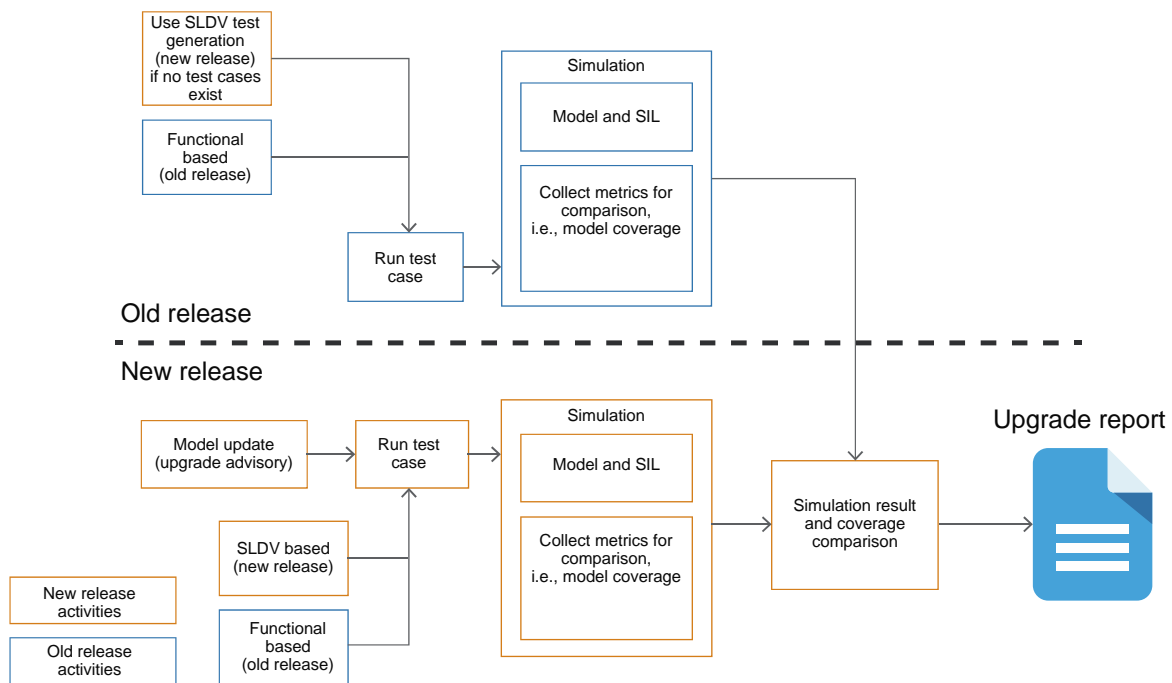 Use SLDV test
generation
(new release)
if no test cases
exist
Functional
based
(old release)
Run test
case
Simulation
Model and SIL
Collect metrics for
comparison,
i.e., model coverage
Old release
New release
Model update
(upgrade advisory)
Run test
case
SLDV based
(new release)
Functional
based
(old release)
Simulation
Model and SIL
Collect metrics for
comparison,
i.e., model coverage
Simulation result
and coverage
comparison
Upgrade report
New release
activities
Old release
activities